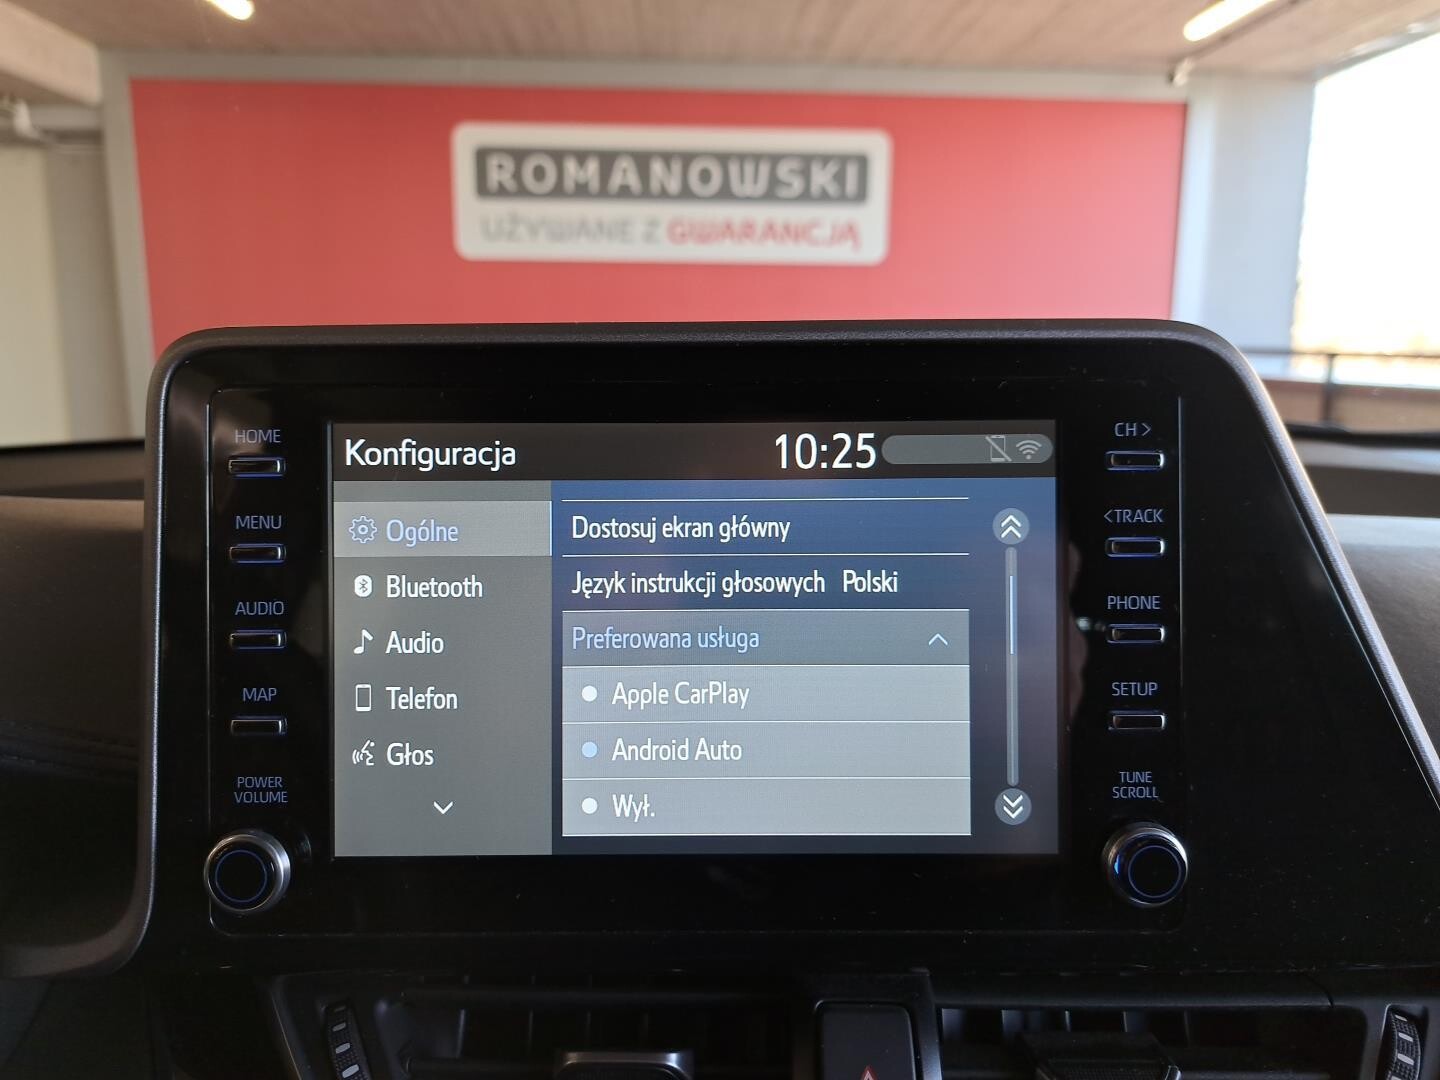 ROMANOWSKI
UŻYWANE Z GWARANCJĄ
HOME
MENU
AUDIO
MAP
POWER
VOLUME
Konfiguracja
10:25
Ogólne
Bluetooth
Audio
Telefon
Głos
Dostosuj ekran główny
Język instrukcji głosowych Polski
Preferowana usługa
Apple CarPlay
Android Auto
Wył.
CH >
<TRACK
PHONE
SETUP
TUNE
SCROLL